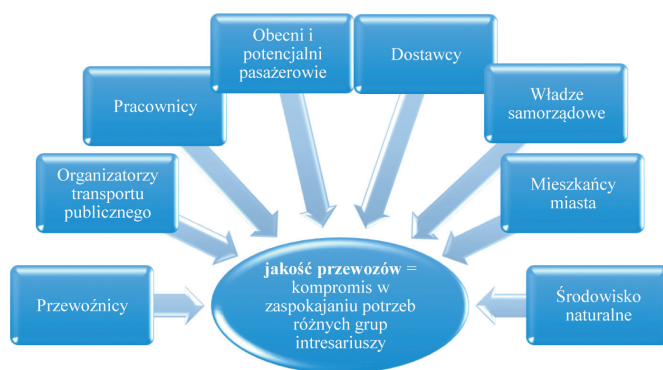 Obecni i
potencjalni
pasażerowie
Dostawcy
Pracownicy
Władze
samorządowe
Organizatorzy
transportu
publicznego
Mieszkańcy
miasta
Przewoźnicy
jakość przewozów =
kompromis w
zaspokajaniu potrzeb
różnych grup
intresariuszy
Środowisko
naturalne